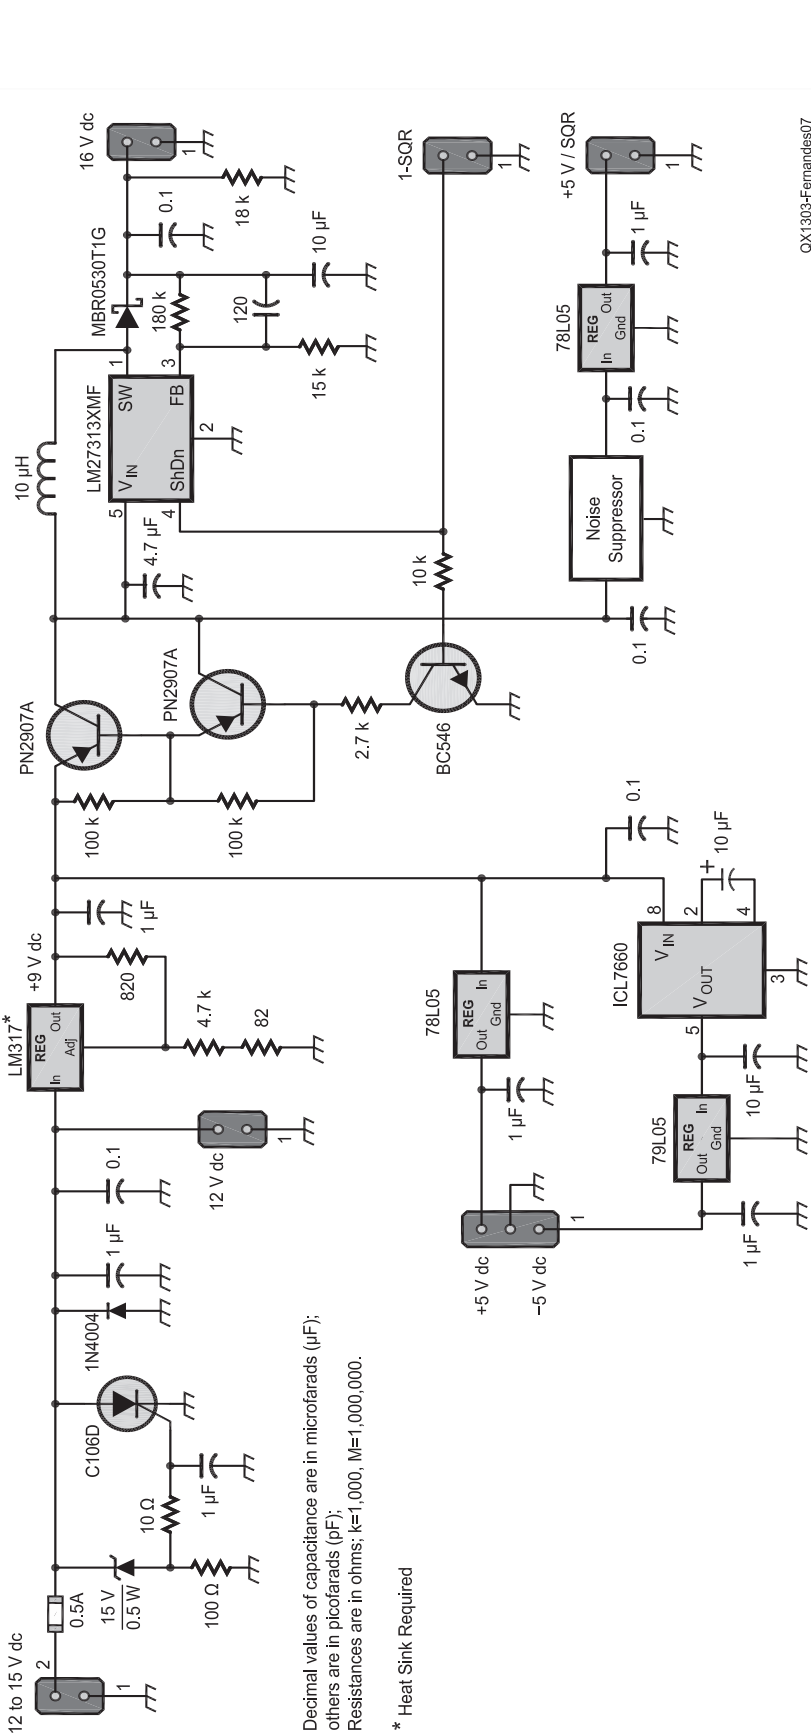 12 to 15 V dc
2
1
0.5A
15 V
0.5 W
100 Ω
10 Ω
1 µF
C106D
1N4004
1 µF
0.1
12 V dc
1
LM317*
REG
In
Out
Adj
+9 V dc
820
4.7 k
82
1 µF
100 k
100 k
PN2907A
PN2907A
2.7 k
BC546
10 k
10 µH
4.7 µF
LM27313XMF
5
V IN
4
ShDn
SW
1
FB
3
2
MBR0530T1G
180 k
120
15 k
10 µF
0.1
18 k
16 V dc
1
1-SQR
1
0.1
Noise
Suppressor
0.1
78L05
REG
In
Out
Gnd
1 µF
+5 V / SQR
1
78L05
REG
Out
In
Gnd
1 µF
+5 V dc
–5 V dc
1
0.1
ICL7660
8
V IN
2
4
+
10 µF
V OUT
5
3
10 µF
79L05
REG
Out
In
Gnd
1 µF
Decimal values of capacitance are in microfarads (µF);
others are in picofarads (pF);
Resistances are in ohms; k=1,000, M=1,000,000.
* Heat Sink Required
QX1303-Fernandes07